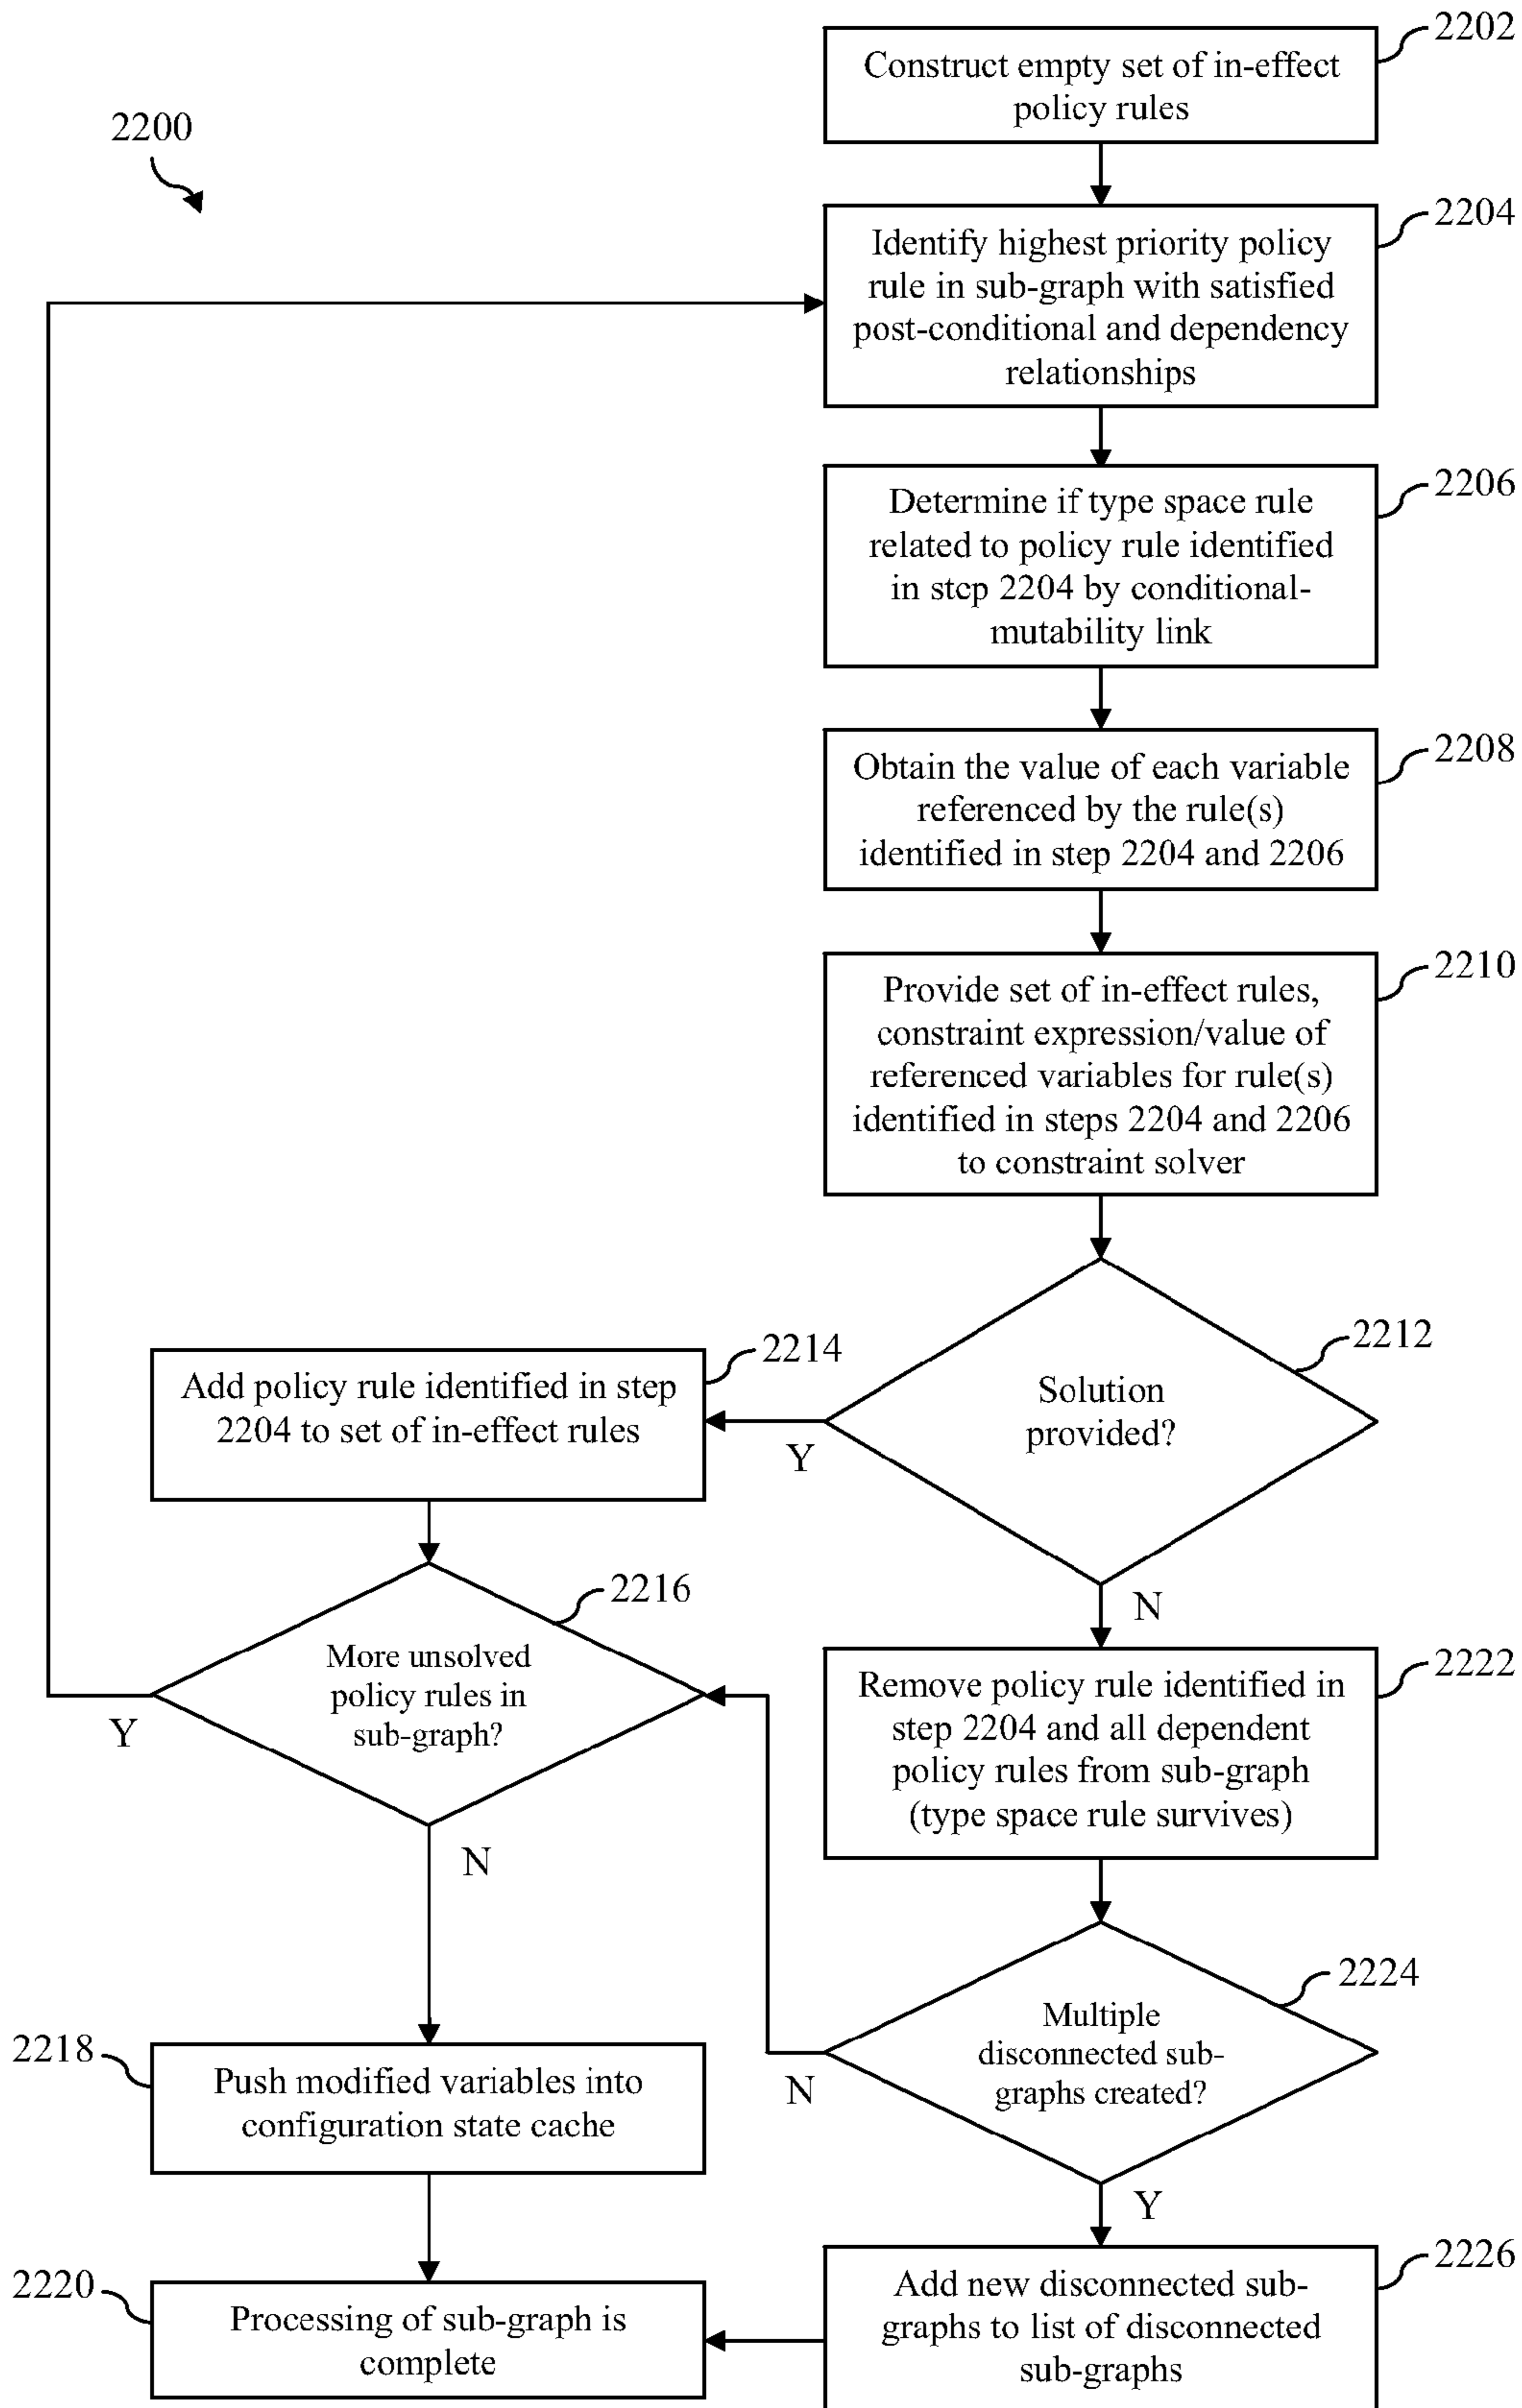 2202
Construct empty set of in-effect
policy rules
2200
2204
Identify highest priority policy
rule in sub-graph with satisfied
post-conditional and dependency
relationships
2206
Determine if type space rule
related to policy rule identified
in step 2204 by conditional-
mutability link
2208
Obtain the value of each variable
referenced by the rule(s)
identified in step 2204 and 2206
2210
Provide set of in-effect rules,
constraint expression/value of
referenced variables for rule(s)
identified in steps 2204 and 2206
to constraint solver
2212
Solution
provided?
Y
N
2214
Add policy rule identified in step
2204 to set of in-effect rules
2216
More unsolved
policy rules in
sub-graph?
Y
N
2222
Remove policy rule identified in
step 2204 and all dependent
policy rules from sub-graph
(type space rule survives)
2224
Multiple
disconnected sub-
graphs created?
N
Y
2218
Push modified variables into
configuration state cache
2220
Processing of sub-graph is
complete
2226
Add new disconnected sub-
graphs to list of disconnected
sub-graphs